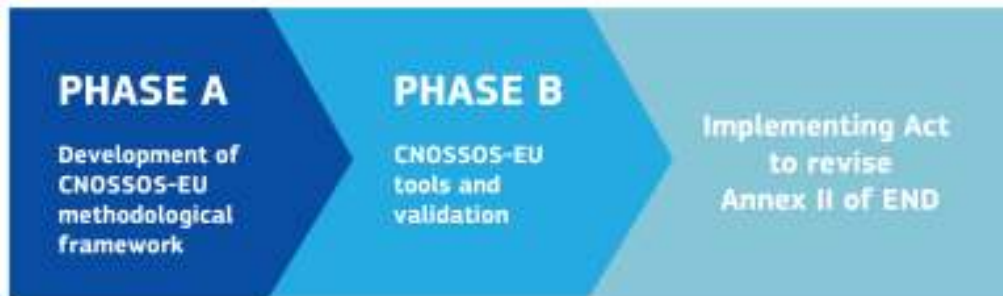 PHASE A
Development of
CNOSSOS-EU
methodological
framework
PHASE B
CNOSSOS-EU
tools and
validation
Implementing Act
to revise
Annex II of END